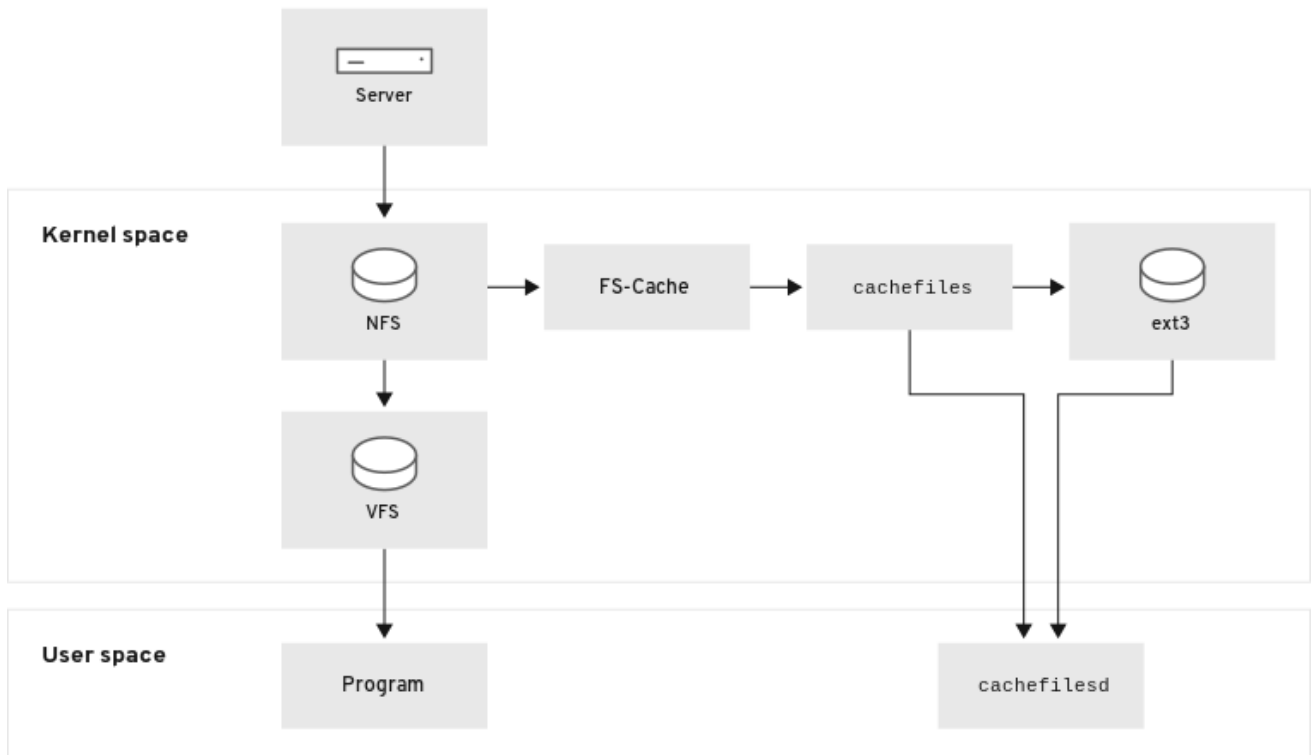 Server
Kernel space
NFS
FS-Cache
cachefiles
ext3
VFS
User space
Program
cachefilesd